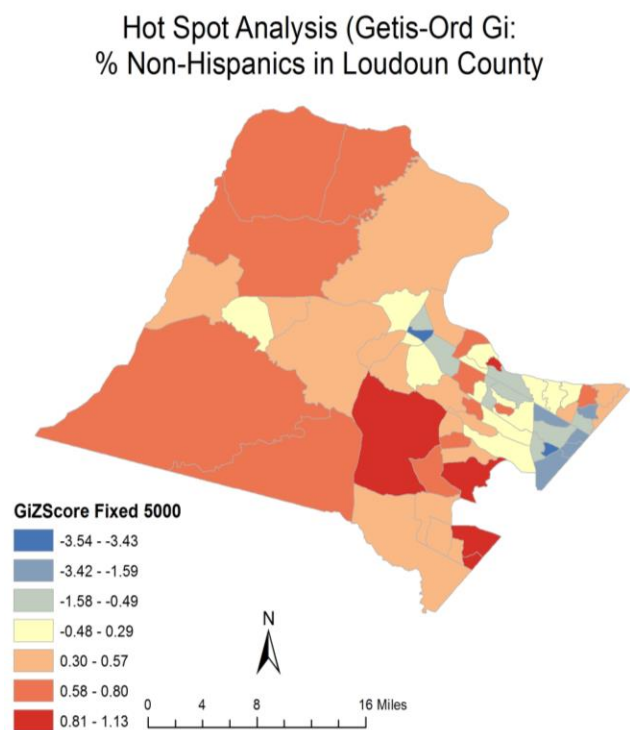 Hot Spot Analysis (Getis-Ord Gi:
% Non-Hispanics in Loudoun County
GiZScore Fixed 5000
-3.54 - -3.43
-3.42 - -1.59
-1.58 - -0.49
-0.48 - 0.29
0.30 - 0.57
0.58 - 0.80
0.81 - 1.13
N
0 4 8 16 Miles